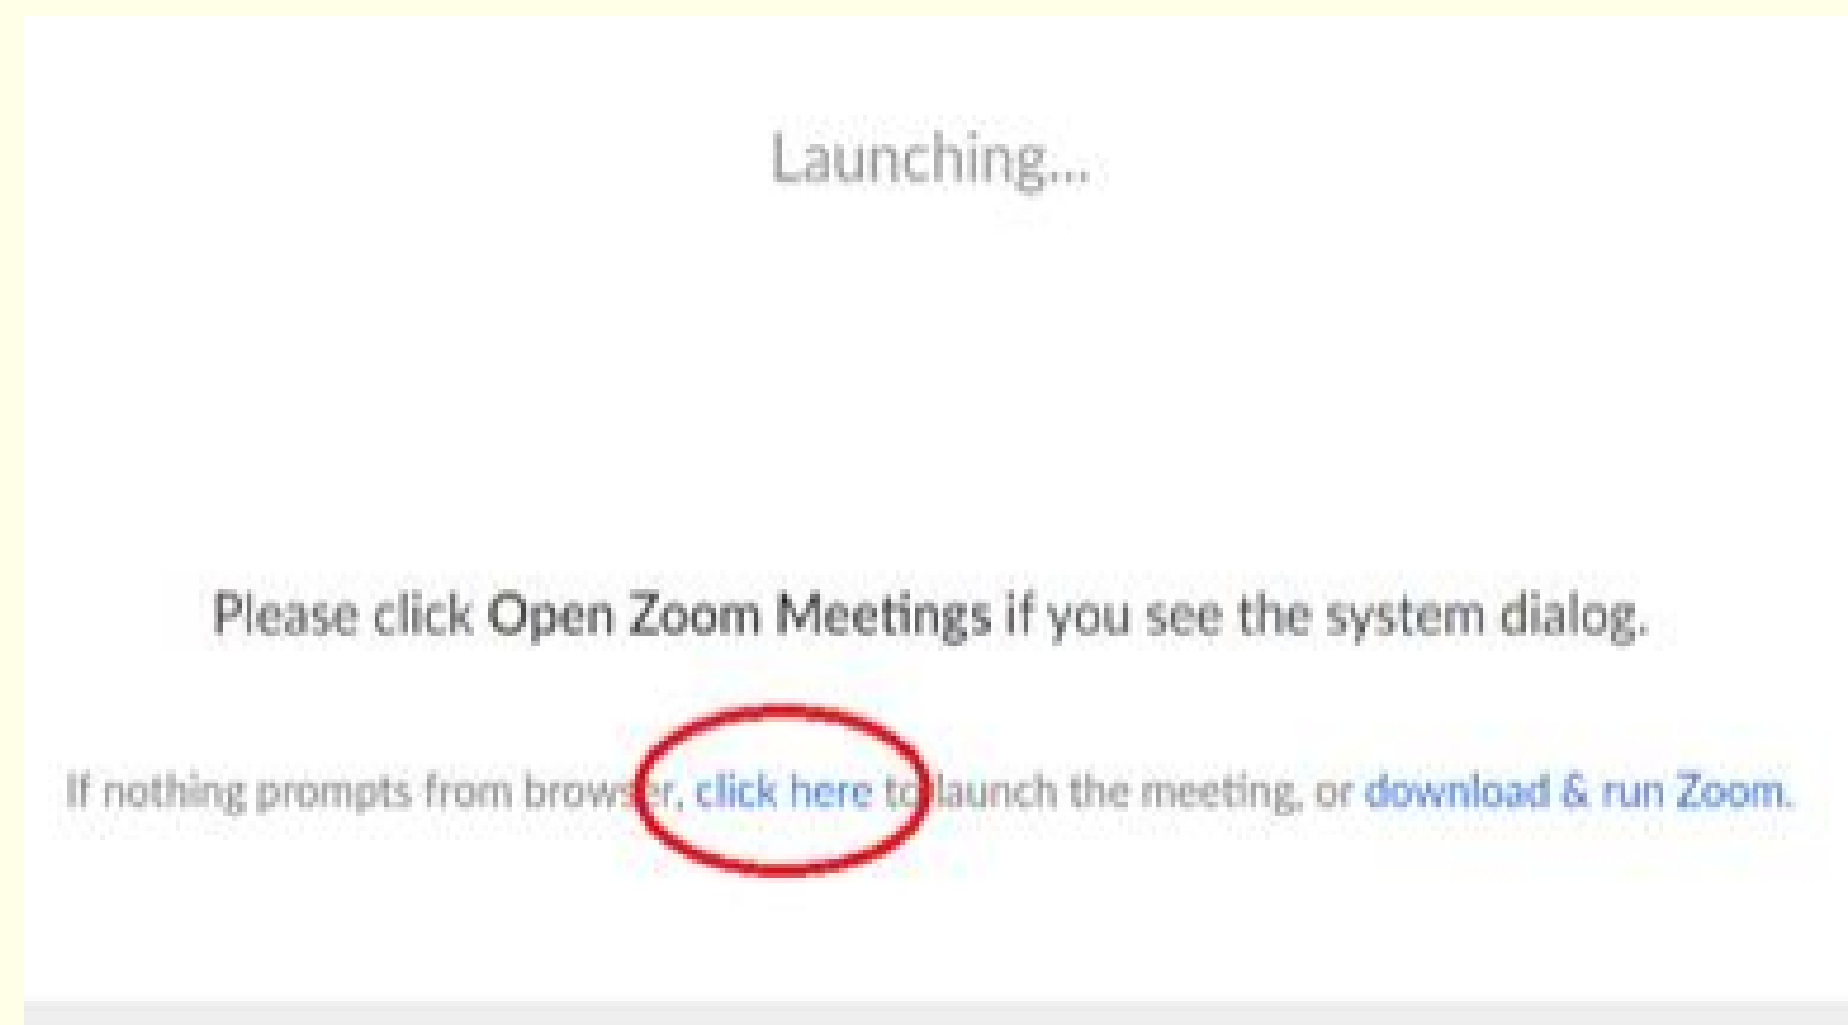 Launching...
Please click Open Zoom Meetings if you see the system dialog.
If nothing prompts from browser, click here to launch the meeting, or download & run Zoom.